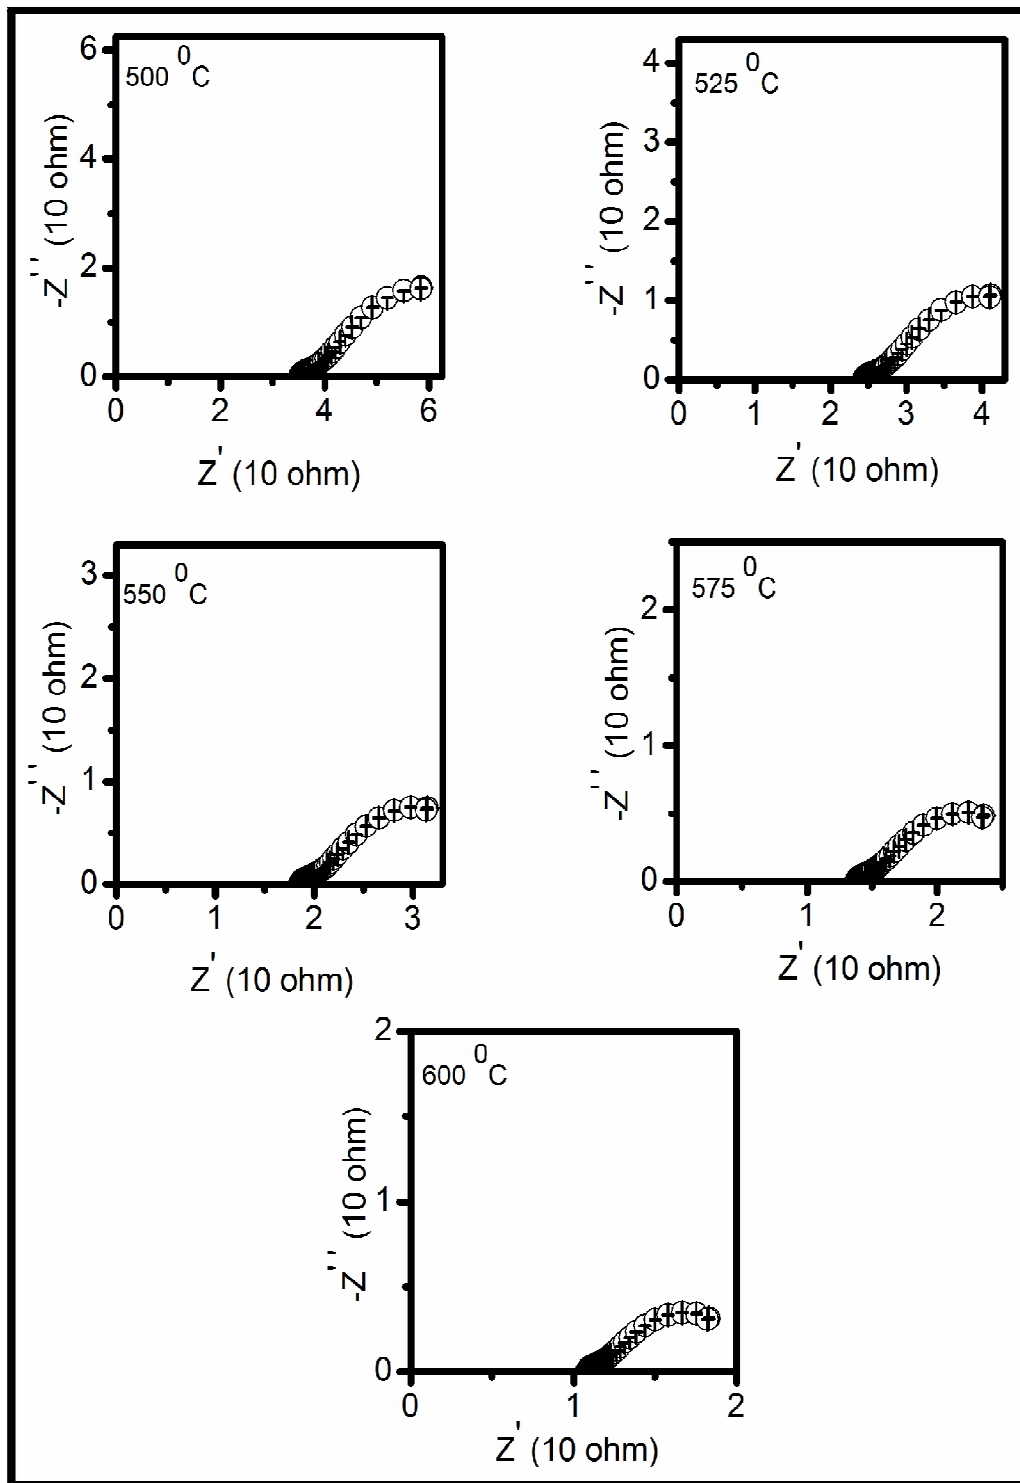 500 ⁰C
6
4
2
0
-Z'' (10 ohm)
0 2 4 6
Z' (10 ohm)
525 ⁰C
4
3
2
1
0
-Z'' (10 ohm)
0 1 2 3 4
Z' (10 ohm)
550 ⁰C
3
2
1
0
-Z'' (10 ohm)
0 1 2 3
Z' (10 ohm)
575 ⁰C
2
1
0
-Z'' (10 ohm)
0 1 2
Z' (10 ohm)
600 ⁰C
2
1
0
-Z'' (10 ohm)
0 1 2
Z' (10 ohm)